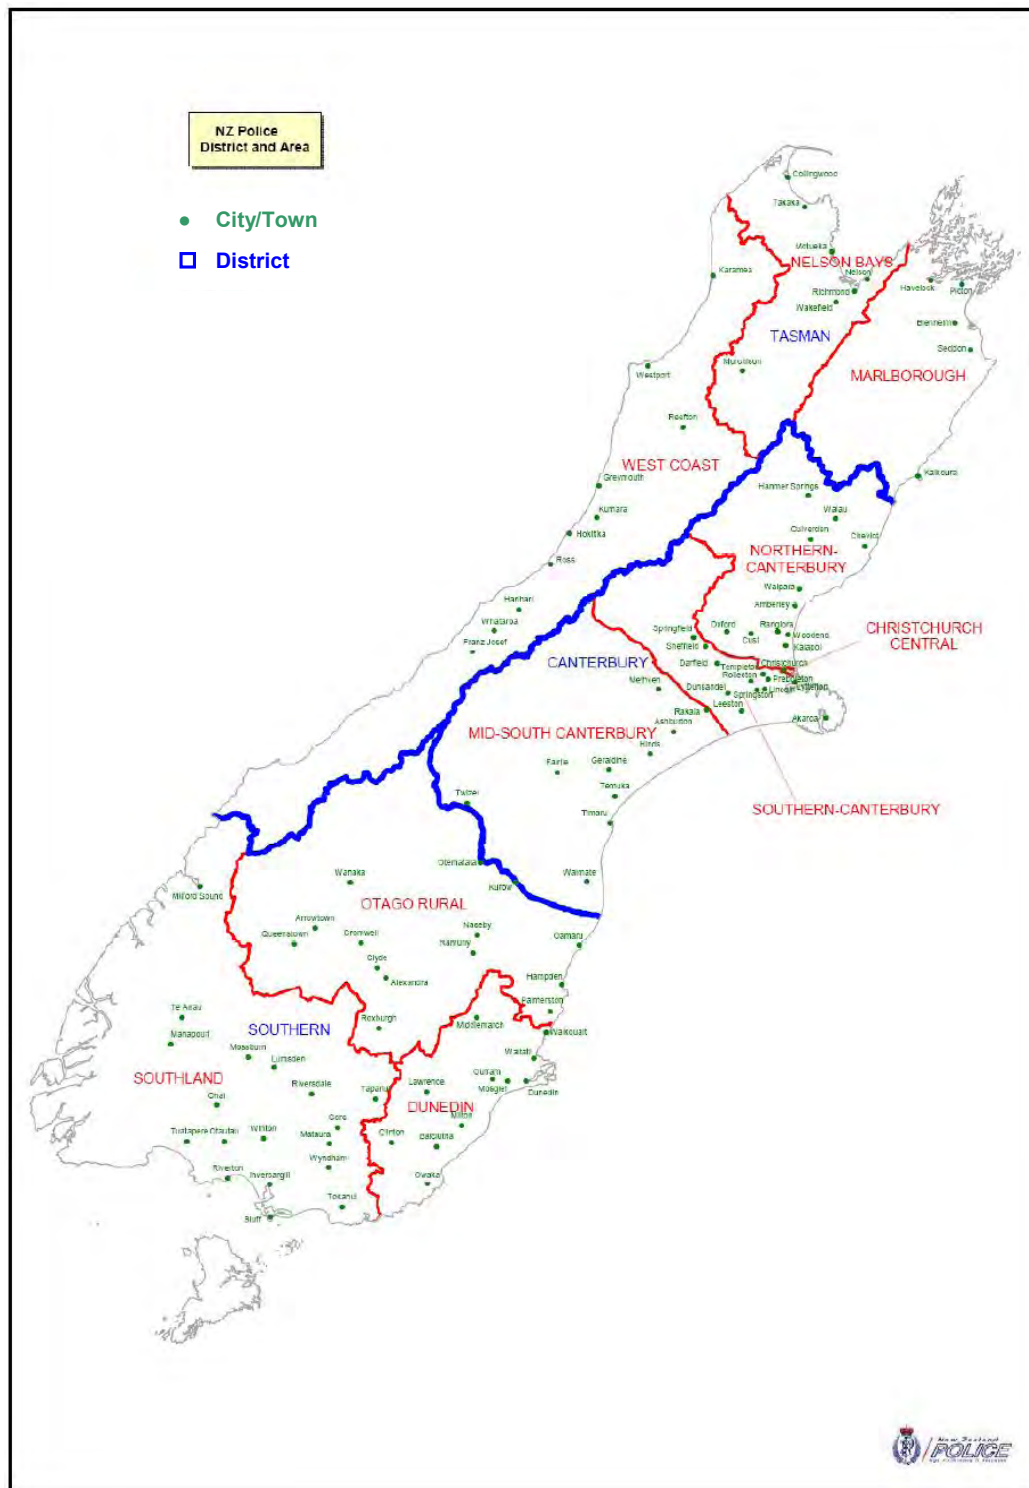 NZ Police
District and Area
City/Town
District
Collingwood
Takaka
Motueka
NELSON BAYS
Nelson
Karamea
Richmond
Havelock
Picton
Wakefield
Blenheim
TASMAN
Seddon
Murchison
Westport
MARLBOROUGH
Reefton
WEST COAST
Kaikoura
Greymouth
Hanmer Springs
Kumara
Waiau
Hokitika
Culverden
Cheviot
NORTHERN-
CANTERBURY
Ross
Waipara
Harihari
Amberley
Whataroa
Springfield
Oxford
Rangiora
CHRISTCHURCH
CENTRAL
Cust
Woodend
Franz Josef
Sheffield
Kaiapoi
CANTERBURY
Darfield
Templeton
Christchurch
Rolleston
Prebbleton
Methven
Dunsandel
Lincoln
Lyttelton
Springston
Rakaia
Leeston
Akaroa
Ashburton
MID-SOUTH CANTERBURY
Hinds
Fairlie
Geraldine
Temuka
Twizel
SOUTHERN-CANTERBURY
Timaru
Otematata
Wanaka
Kurow
Waimate
Milford Sound
OTAGO RURAL
Arrowtown
Naseby
Queenstown
Cromwell
Oamaru
Ranfurly
Clyde
Alexandra
Hampden
Te Anau
Palmerston
Roxburgh
Middlemarch
SOUTHERN
Waikouaiti
Manapouri
Mossburn
Waitati
Lumsden
SOUTHLAND
Riversdale
Lawrence
Outram
Mosgiel
Dunedin
Ohai
Tapanui
DUNEDIN
Gore
Milton
Tuatapere
Otautau
Winton
Mataura
Clinton
Balclutha
Wyndham
Riverton
Invercargill
Owaka
Tokanui
Bluff
New Zealand
POLICE